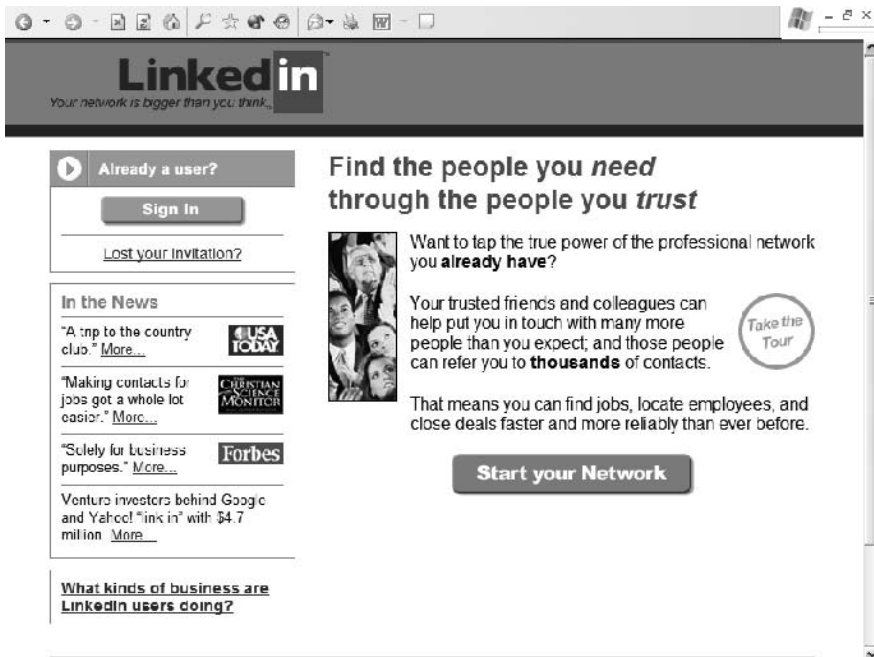 Linkedin
Your network is bigger than you think
Already a user?
Sign In
Lost your Invitation?
In the News
"A trip to the country
club." More...
USA
TODAY
"Making contacts for
jobs got a whole lot
easier." More...
THE
CHRISTIAN
SCIENCE
MONITOR
"Solely for business
purposes." More...
Forbes
Venture investors behind Google
and Yahoo! "link in" with $4.7
million More...
What kinds of business are
LinkedIn users doing?
Find the people you need
through the people you trust
Want to tap the true power of the professional network
you already have?
Your trusted friends and colleagues can
help put you in touch with many more
people than you expect; and those people
can refer you to thousands of contacts.
Take the
Tour
That means you can find jobs, locate employees, and
close deals faster and more reliably than ever before.
Start your Network